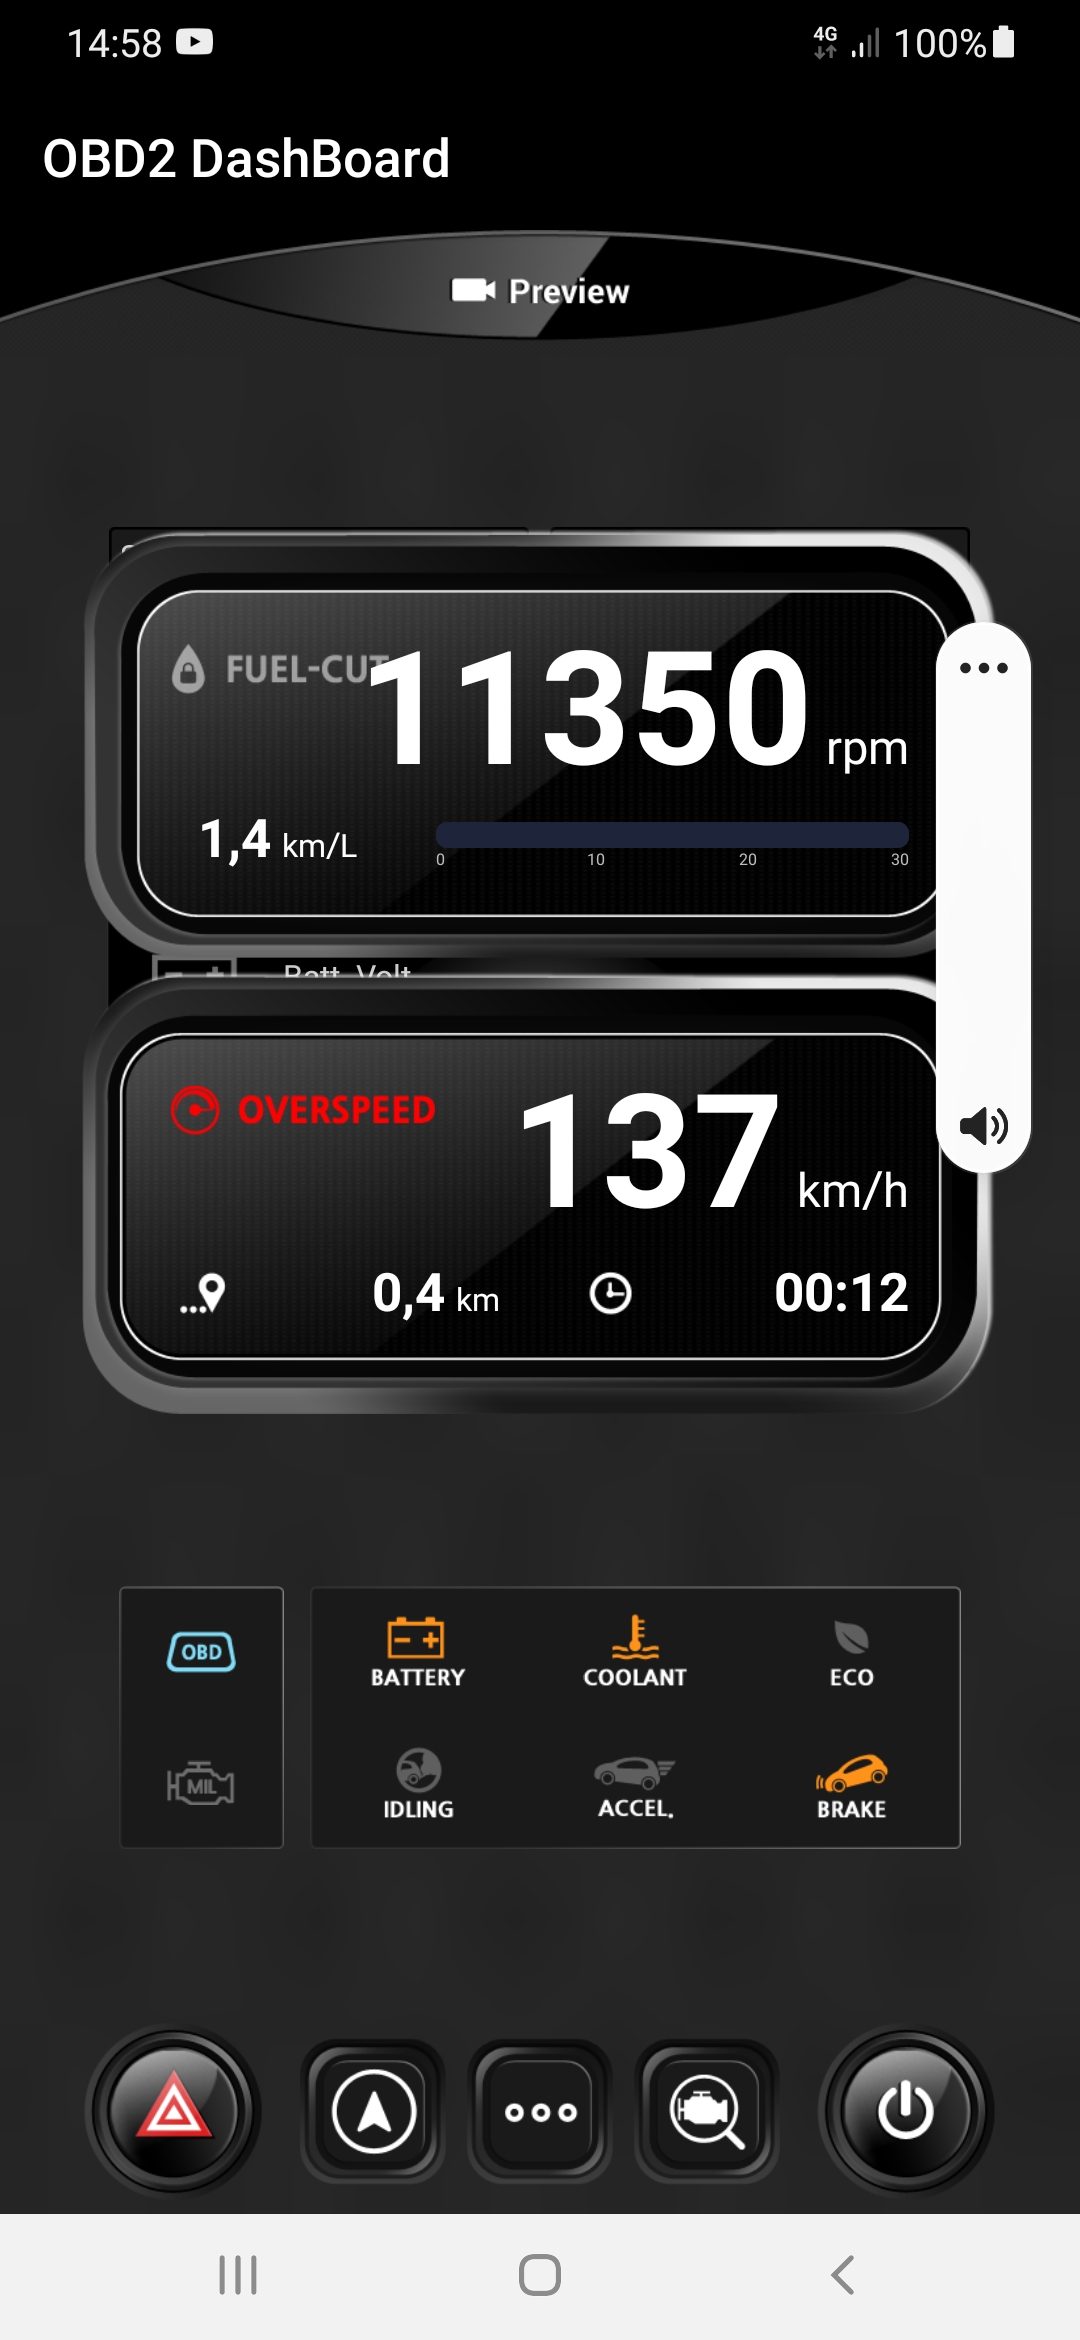 14:58
4G
100%
OBD2 DashBoard
Preview
FUEL-CUT
11350 rpm
1,4 km/L
0 10 20 30
Batt. Volt
OVERSPEED
137 km/h
0,4 km
00:12
OBD
BATTERY
COOLANT
ECO
MIL
IDLING
ACCEL.
BRAKE